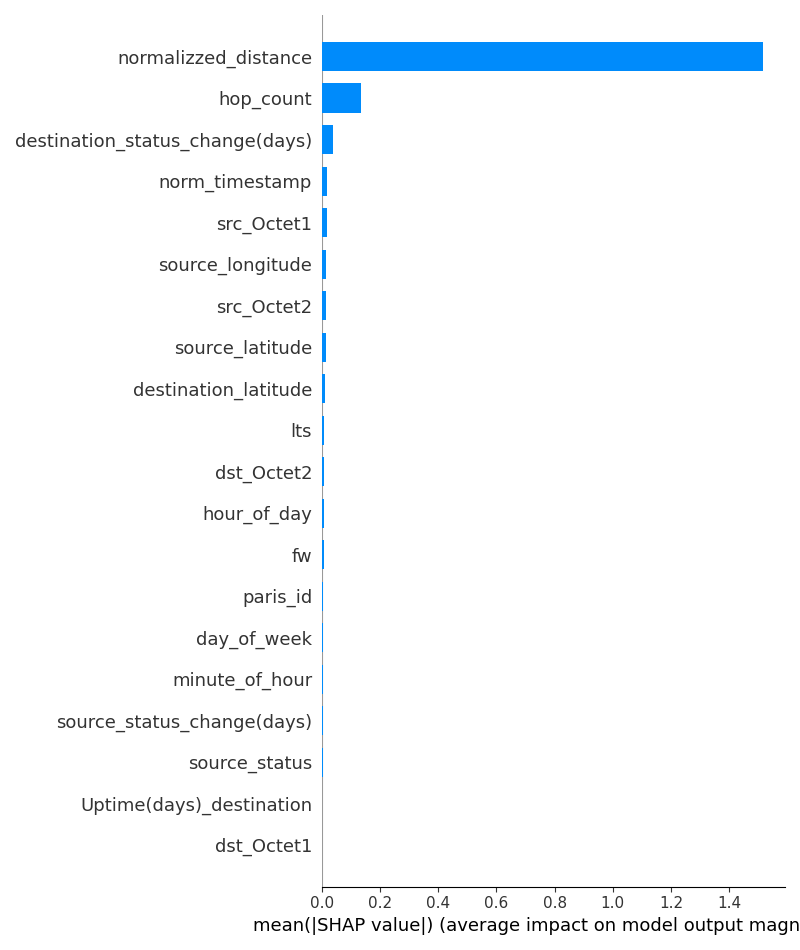 normalizzed_distance
hop_count
destination_status_change(days)
norm_timestamp
src_Octet1
source_longitude
src_Octet2
source_latitude
destination_latitude
lts
dst_Octet2
hour_of_day
fw
paris_id
day_of_week
minute_of_hour
source_status_change(days)
source_status
Uptime(days)_destination
dst_Octet1
0.0 0.2 0.4 0.6 0.8 1.0 1.2 1.4
mean(|SHAP value|) (average impact on model output magn